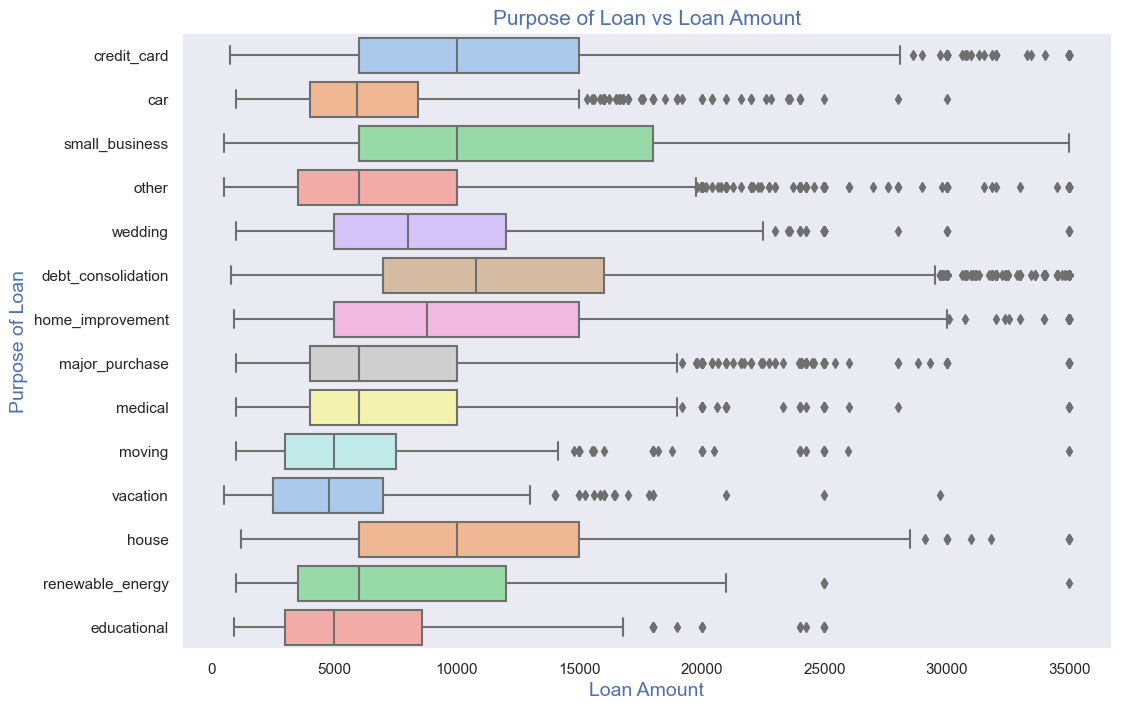 Purpose of Loan vs Loan Amount
Purpose of Loan
credit_card
car
small_business
other
wedding
debt_consolidation
home_improvement
major_purchase
medical
moving
vacation
house
renewable_energy
educational
0 5000 10000 15000 20000 25000 30000 35000
Loan Amount